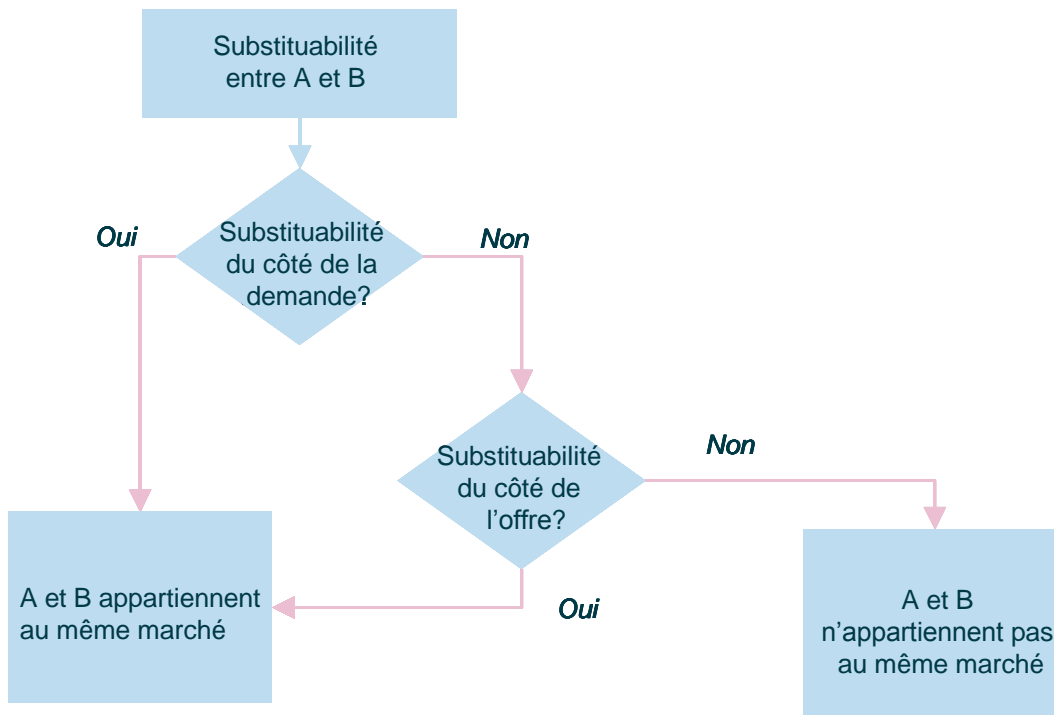 Substituabilité
entre A et B
Oui
Substituabilité
du côté de la
demande?
Non
Substituabilité
du côté de
l’offre?
Non
A et B appartiennent
au même marché
Oui
A et B
n’appartiennent pas
au même marché